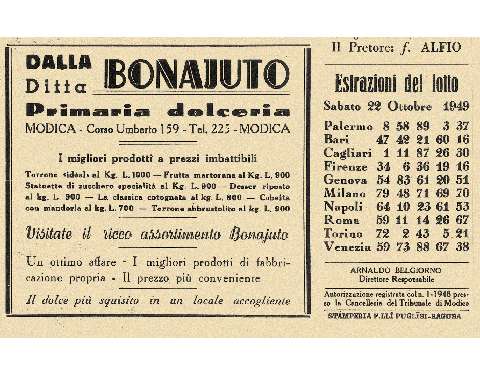 DALLA
Ditta
BONAJUTO
Primaria dolceria
MODICA - Corso Umberto 159 - Tel. 225 - MODICA
I migliori prodotti a prezzi imbattibili
Torrone sidoal al Kg. L. 1000 — Frutta martorana al Kg. L. 900
Statuette di zucchero specialità al Kg. L. 900 - Desser riposto
al kg. L. 900 — La classica cotognata al kg. L. 800 — Cobaita
con mandorla al kg. L. 700 - Torrone abbrustolito al kg. L. 900
Visitate il ricco assortimento Bonajuto
Un ottimo affare - I migliori prodotti di fabbri-
cazione propria - Il prezzo più conveniente
Il dolce più squisito in un locale accogliente
Il Pretore: f. ALFIO
Estrazioni del lotto
Sabato 22 Ottobre 1949
Palermo 8 58 89 3 37
Bari 47 42 21 60 16
Cagliari 1 11 87 26 30
Firenze 34 6 36 19 16
Genova 54 83 61 20 51
Milano 79 48 71 69 70
Napoli 64 10 23 61 53
Roma 59 11 14 26 67
Torino 72 2 43 5 21
Venezia 59 73 88 67 38
ARNALDO BELGIORNO
Direttore Responsabile
Autorizzazione registrata col n. 1-1948 pres-
so la Cancelleria del Tribunale di Modica
STAMPERIA F.LLI PUGLISI-RAGUSA